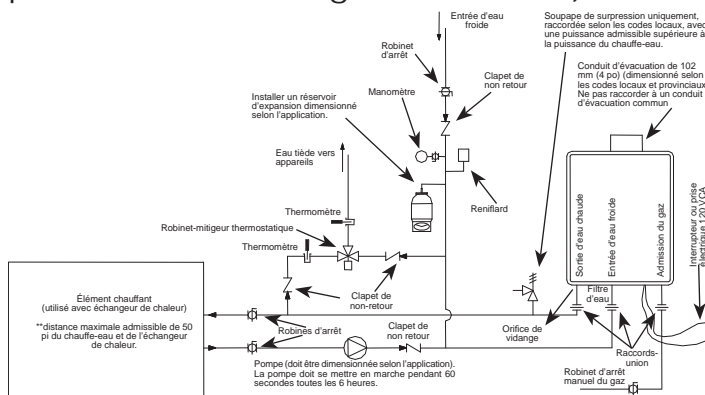 Entrée d'eau
froide
Soupape de surpression uniquement,
raccordée selon les codes locaux, avec
une puissance admissible supérieure à
la puissance du chauffe-eau.
Robinet
d'arrêt
Clapet de
non retour
Manomètre
Conduit d'évacuation de 102
mm (4 po) (dimensionné selon
les codes locaux et provinciaux
Ne pas raccorder à un conduit
d'évacuation commun
Installer un réservoir
d'expansion dimensionné
selon l'application.
Eau tiède vers
appareils
Reniflard
Thermomètre
Robinet-mitigeur thermostatique
Thermomètre
Sortie d'eau chaude
Entrée d'eau froide
Admission du gaz
Interrupteur ou prise
électrique 120 VCA
Élément chauffant
(utilisé avec échangeur de chaleur)
**distance maximale admissible de 50
pi du chauffe-eau et de l'échangeur
de chaleur.
Clapet de
non-retour
Filtre
d'eau
Robinets d'arrêt
Clapet de
non retour
Orifice de
vidange
Raccords-
union
Pompe (doit être dimensionnée selon l'application).
La pompe doit se mettre en marche pendant 60
secondes toutes les 6 heures.
Robinet d'arrêt
manuel du gaz